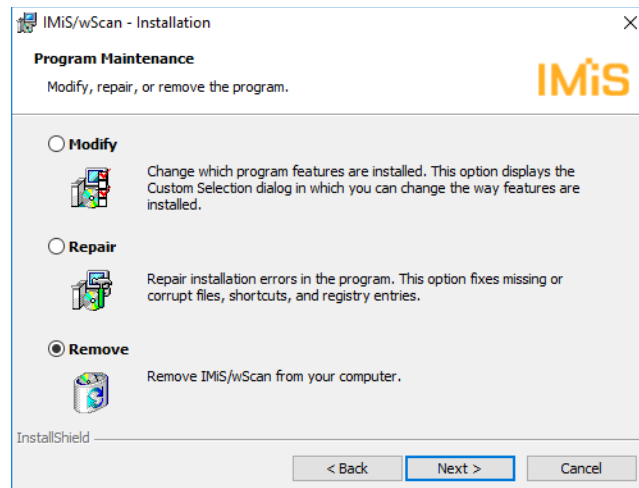 IMiS/wScan - Installation
Program Maintenance
Modify, repair, or remove the program.
IMiS
Modify
Change which program features are installed. This option displays the
Custom Selection dialog in which you can change the way features are
installed.
Repair
Repair installation errors in the program. This option fixes missing or
corrupt files, shortcuts, and registry entries.
Remove
Remove IMiS/wScan from your computer.
InstallShield
< Back Next > Cancel